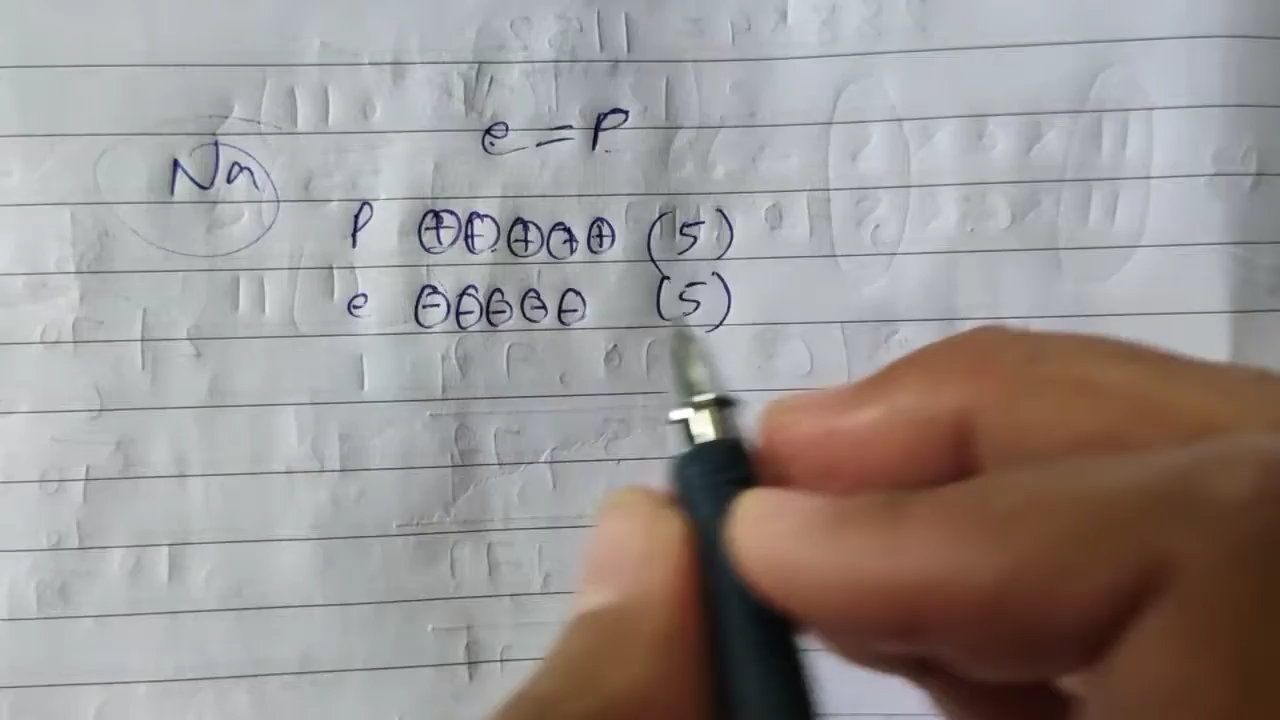 e = P
Na
P ⊕⊕⊕⊕⊕ (5)
e ⊖⊖⊖⊖⊖ (5)